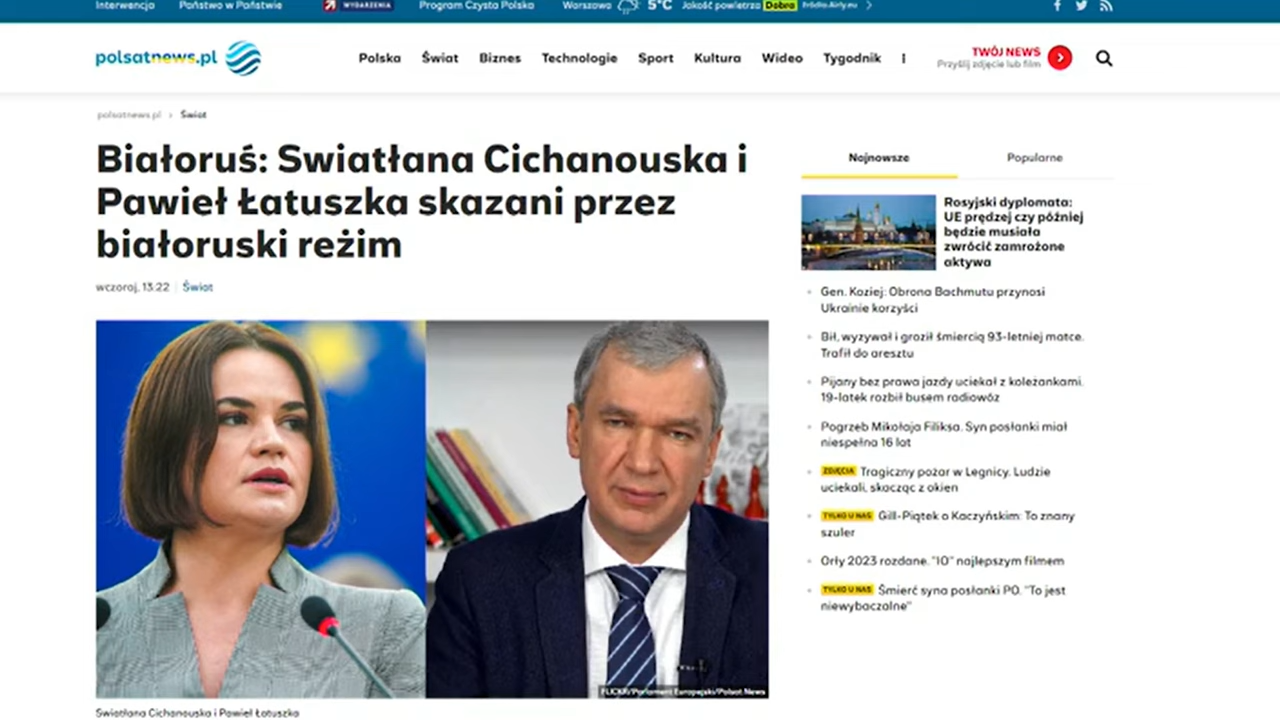 Interwencja Państwo w Państwie WYDARZENIA Program Czysta Polska Warszawa 5°C Jakość powietrza Dobra źródło Airly.eu
polsatnews.pl
Polska Świat Biznes Technologie Sport Kultura Wideo Tygodnik
TWÓJ NEWS
Przyślij zdjęcie lub film
polsatnews.pl > Świat
Białoruś: Swiatłana Cichanouska i
Pawieł Łatuszka skazani przez
białoruski reżim
wczoraj, 13:22 | Świat
FLICKR/Parlament Europejski/Polsat News
Swiatłana Cichanouska i Pawieł Łatuszka
Najnowsze Popularne
Rosyjski dyplomata:
UE prędzej czy później
będzie musiała
zwrócić zamrożone
aktywa
Gen. Koziej: Obrona Bachmutu przynosi
Ukrainie korzyści
Bił, wyzywał i groził śmiercią 93-letniej matce.
Trafił do aresztu
Pijany bez prawa jazdy uciekał z koleżankami.
19-latek rozbił busem radiowóz
Pogrzeb Mikołaja Filiksa. Syn posłanki miał
niespełna 16 lat
ZDJĘCIA Tragiczny pożar w Legnicy. Ludzie
uciekali, skacząc z okien
TYLKO U NAS Gill-Piątek o Kaczyńskim: To znany
szuler
Orły 2023 rozdane. "IO" najlepszym filmem
TYLKO U NAS Śmierć syna posłanki PO. "To jest
niewybaczalne"